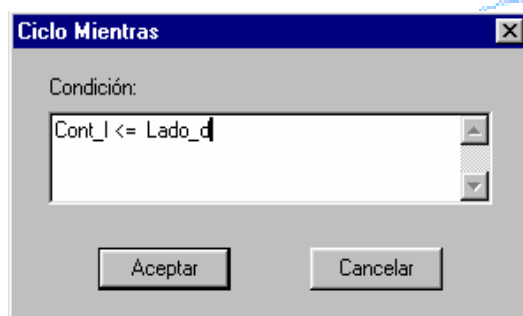 Ciclo Mientras
Condición:
Cont_l <= Lado_d
Aceptar Cancelar